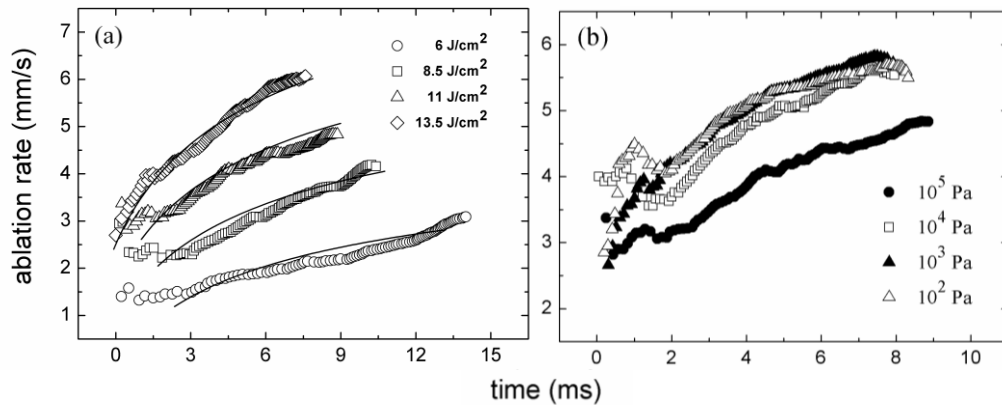 (a)
6 J/cm²
8.5 J/cm²
11 J/cm²
13.5 J/cm²
7
6
5
4
3
2
1
0 3 6 9 12 15
ablation rate (mm/s)
(b)
10⁵ Pa
10⁴ Pa
10³ Pa
10² Pa
6
5
4
3
2
0 2 4 6 8 10
time (ms)